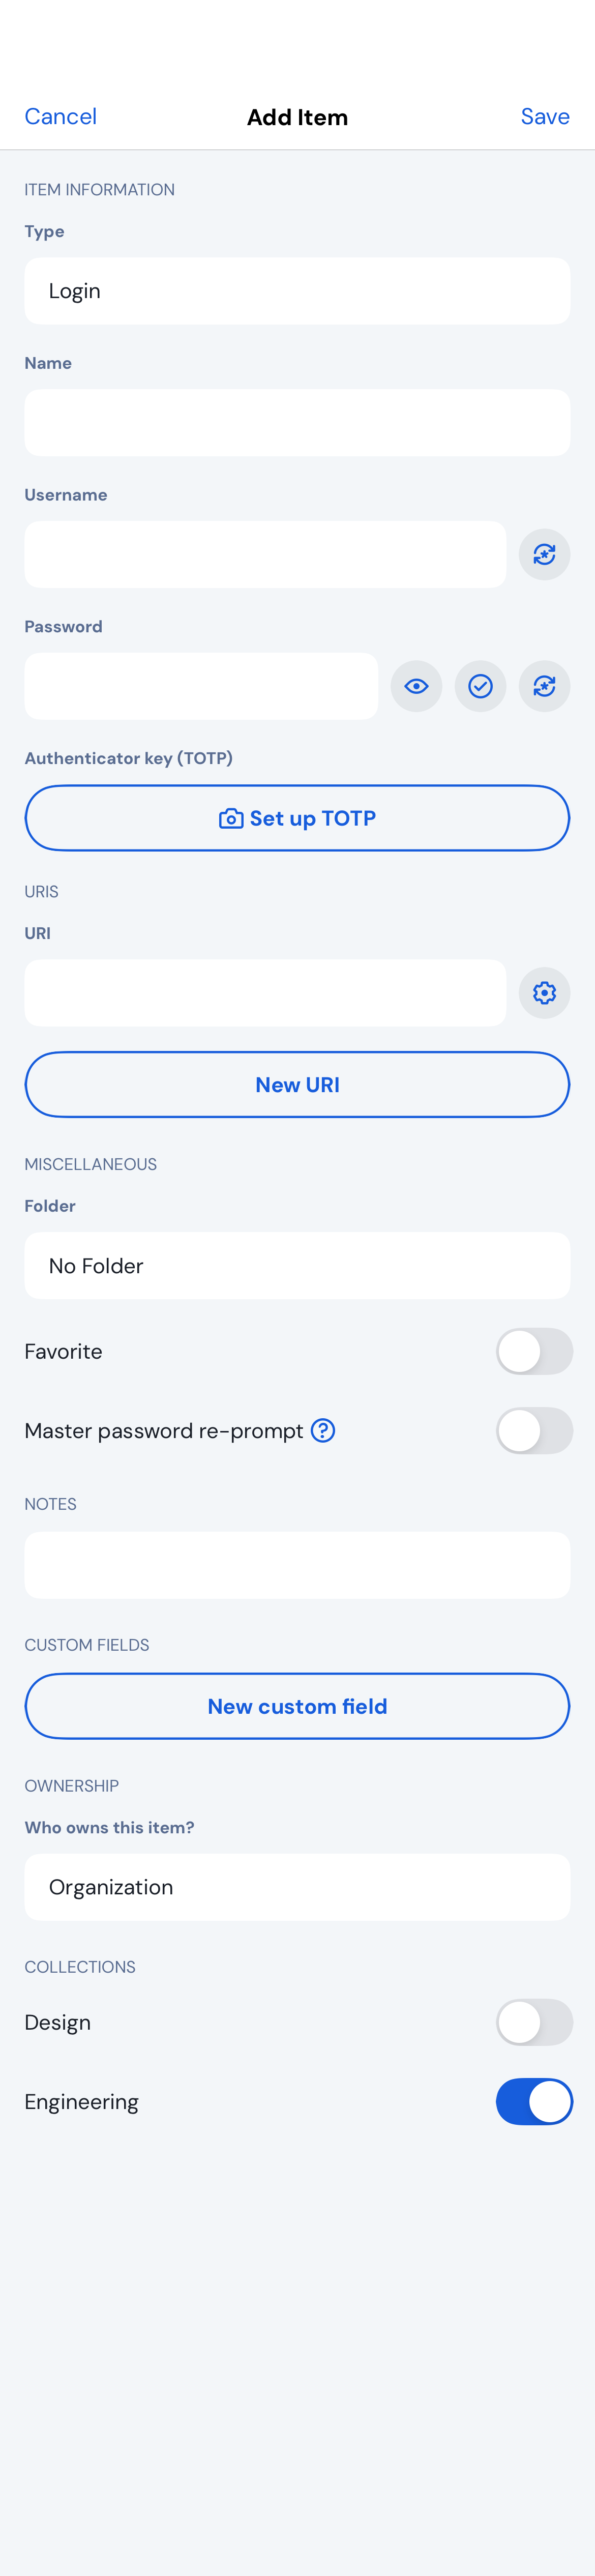 Cancel
Add Item
Save
ITEM INFORMATION
Type
Login
Name
Username
Password
Authenticator key (TOTP)
Set up TOTP
URIS
URI
New URI
MISCELLANEOUS
Folder
No Folder
Favorite
Master password re-prompt
NOTES
CUSTOM FIELDS
New custom field
OWNERSHIP
Who owns this item?
Organization
COLLECTIONS
Design
Engineering